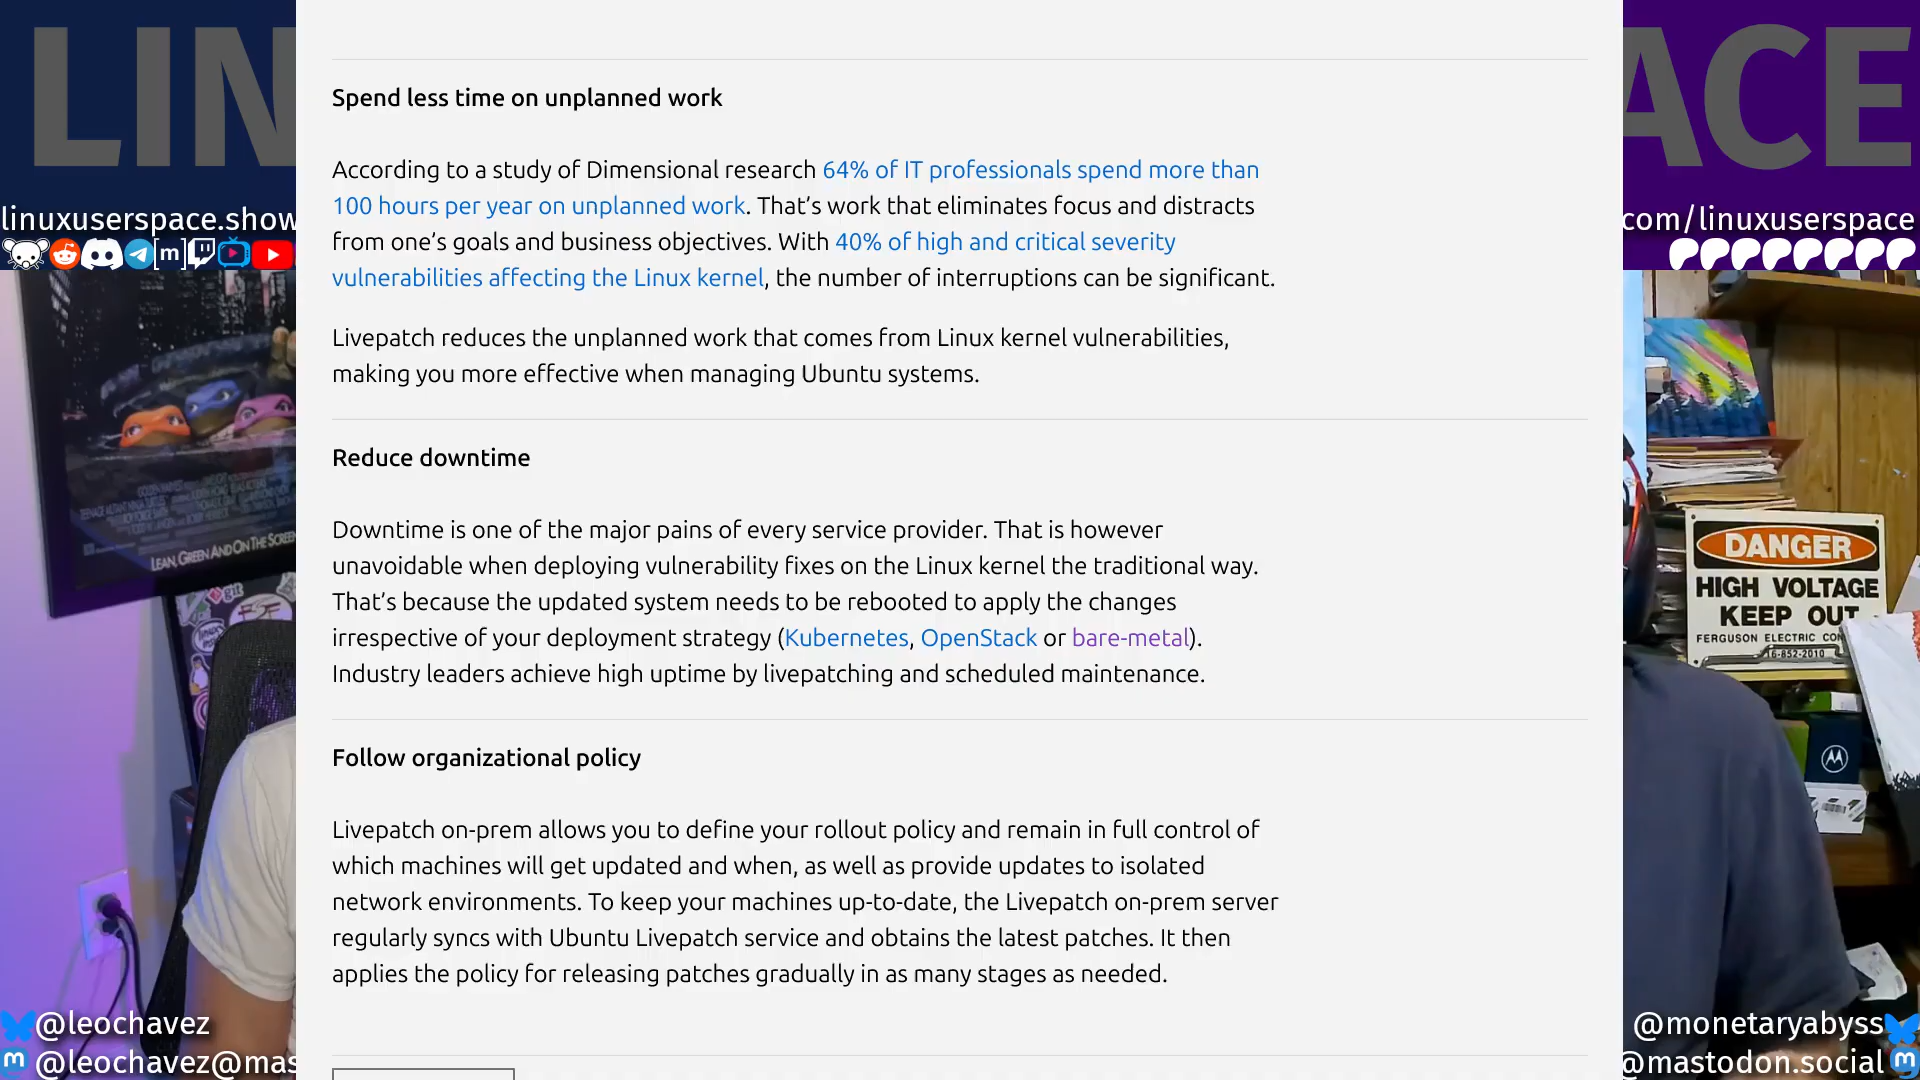 LIN
linuxuserspace.show
[m]
Spend less time on unplanned work
According to a study of Dimensional research 64% of IT professionals spend more than
100 hours per year on unplanned work. That’s work that eliminates focus and distracts
from one’s goals and business objectives. With 40% of high and critical severity
vulnerabilities affecting the Linux kernel, the number of interruptions can be significant.
Livepatch reduces the unplanned work that comes from Linux kernel vulnerabilities,
making you more effective when managing Ubuntu systems.
Reduce downtime
Downtime is one of the major pains of every service provider. That is however
unavoidable when deploying vulnerability fixes on the Linux kernel the traditional way.
That’s because the updated system needs to be rebooted to apply the changes
irrespective of your deployment strategy (Kubernetes, OpenStack or bare-metal).
Industry leaders achieve high uptime by livepatching and scheduled maintenance.
Follow organizational policy
Livepatch on-prem allows you to define your rollout policy and remain in full control of
which machines will get updated and when, as well as provide updates to isolated
network environments. To keep your machines up-to-date, the Livepatch on-prem server
regularly syncs with Ubuntu Livepatch service and obtains the latest patches. It then
applies the policy for releasing patches gradually in as many stages as needed.
ACE
com/linuxuserspace
LEAN, GREEN AND ON THE SCREEN
git
DANGER
HIGH VOLTAGE
KEEP OUT
FERGUSON ELECTRIC CON
6-852-2010
@leochavez
@leochavez@mas
@monetaryabyss
@mastodon.social